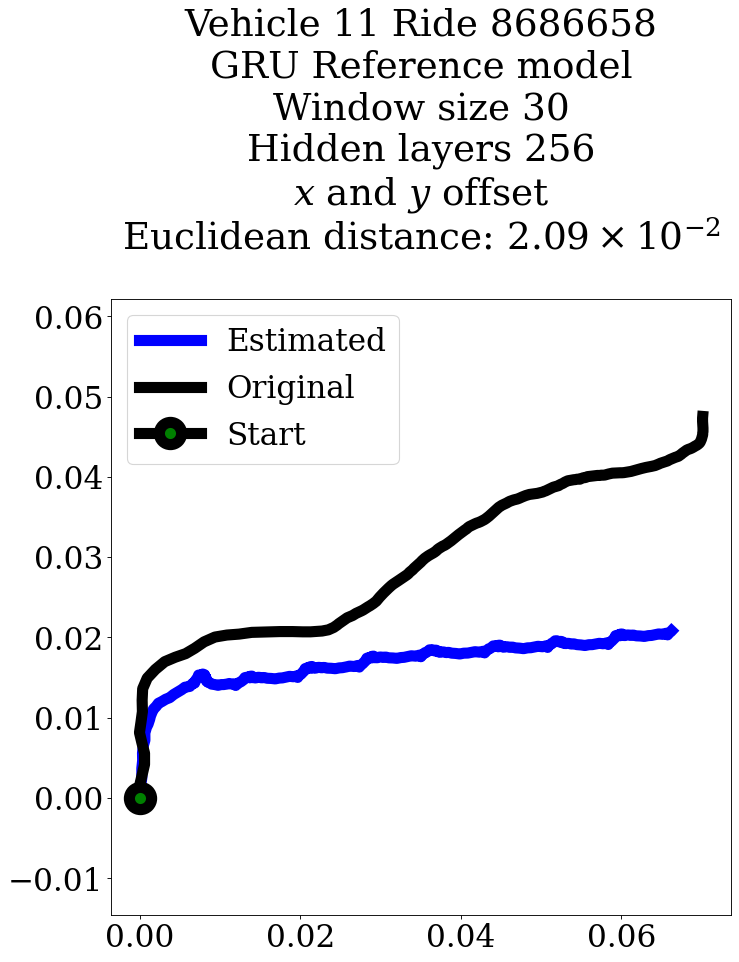 Vehicle 11 Ride 8686658
GRU Reference model
Window size 30
Hidden layers 256
x and y offset
Euclidean distance: 2.09 × 10⁻²
0.06
0.05
0.04
0.03
0.02
0.01
0.00
−0.01
Estimated
Original
Start
0.00 0.02 0.04 0.06